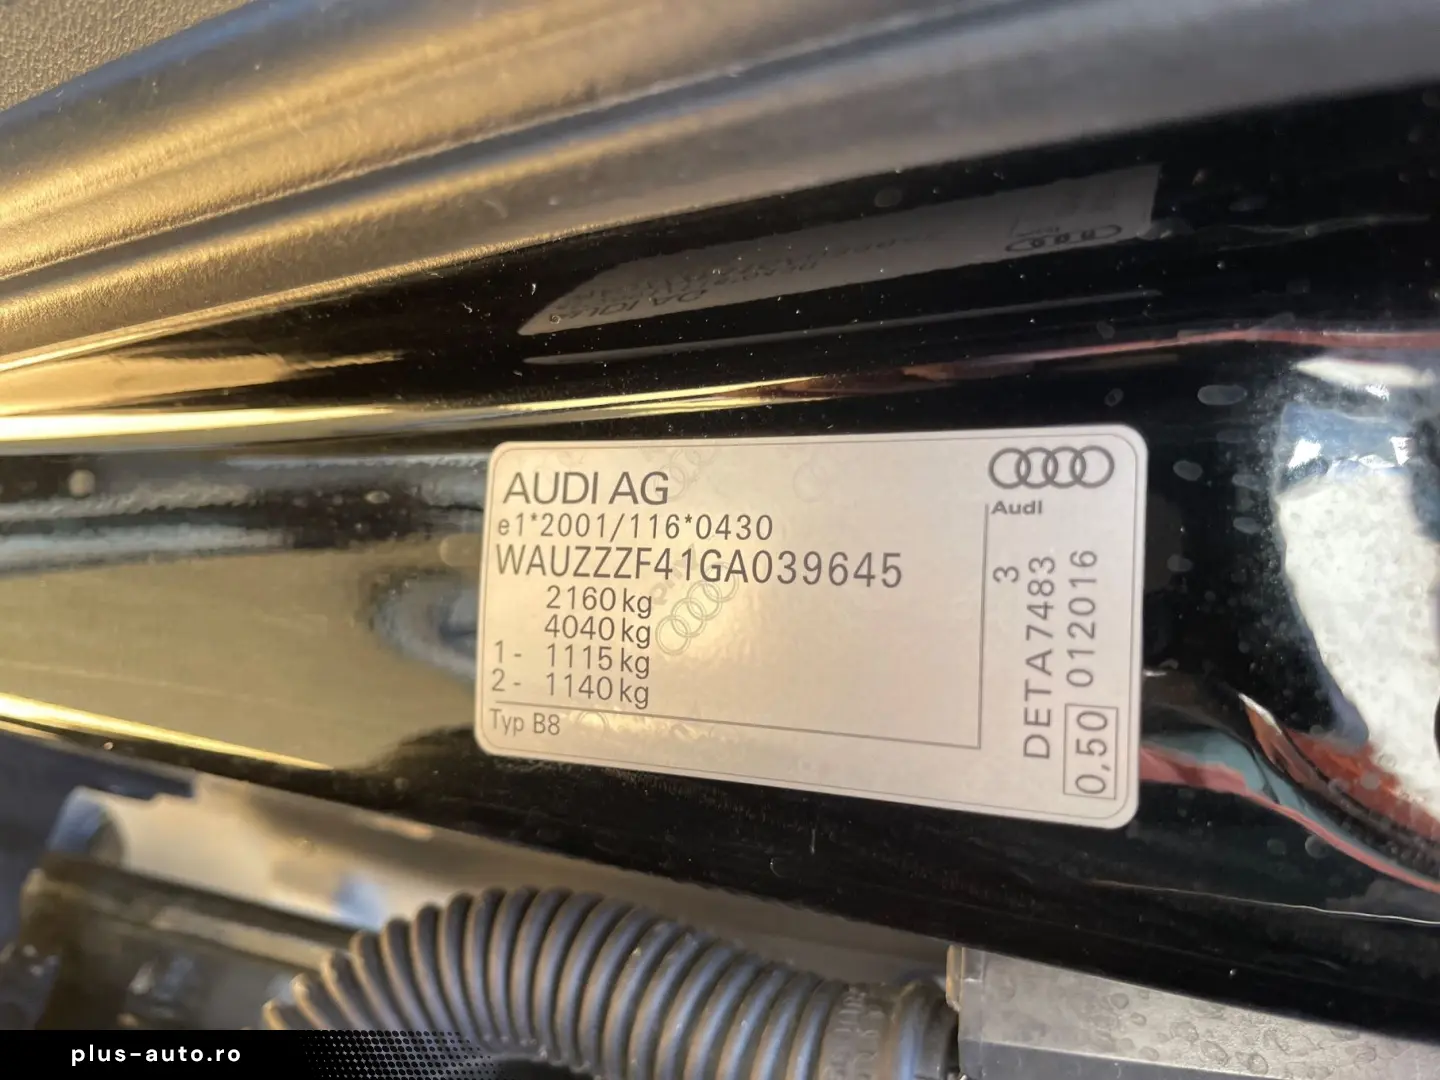 AUDI AG
e1*2001/116*0430
WAUZZZF41GA039645
2160 kg
4040 kg
1- 1115 kg
2- 1140 kg
Typ B8
Audi
3
DETA7483
012016
0,50
plus-auto.ro